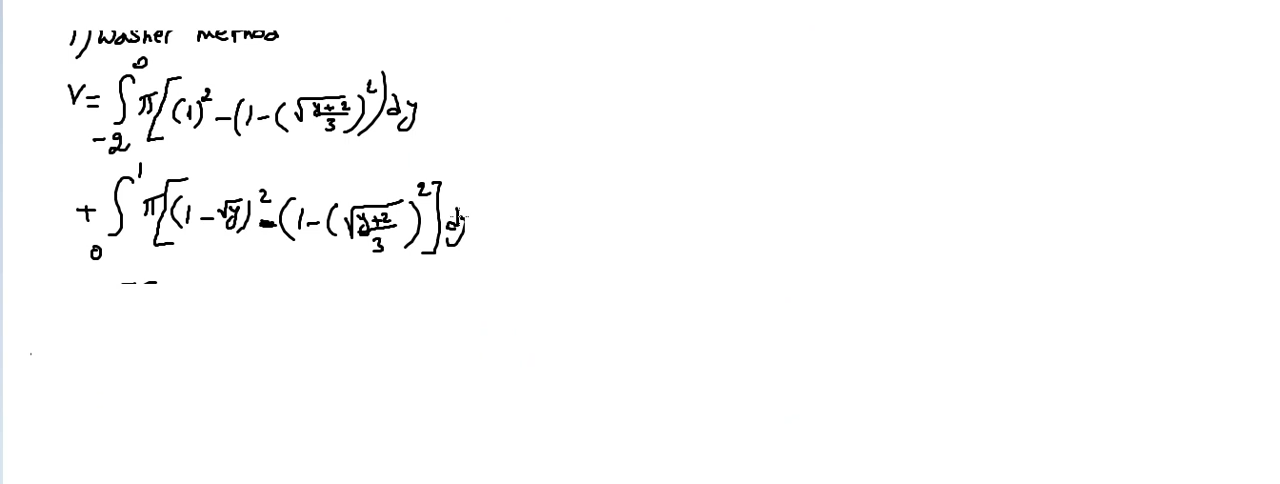 1) Washer Method
V = ∫_{-2}^{0} π[(1)^2 - (1 - (√((y+2)/3))^2)] dy
+ ∫_{0}^{1} π[(1 - √y)^2 - (1 - (√((y+2)/3))^2] dy